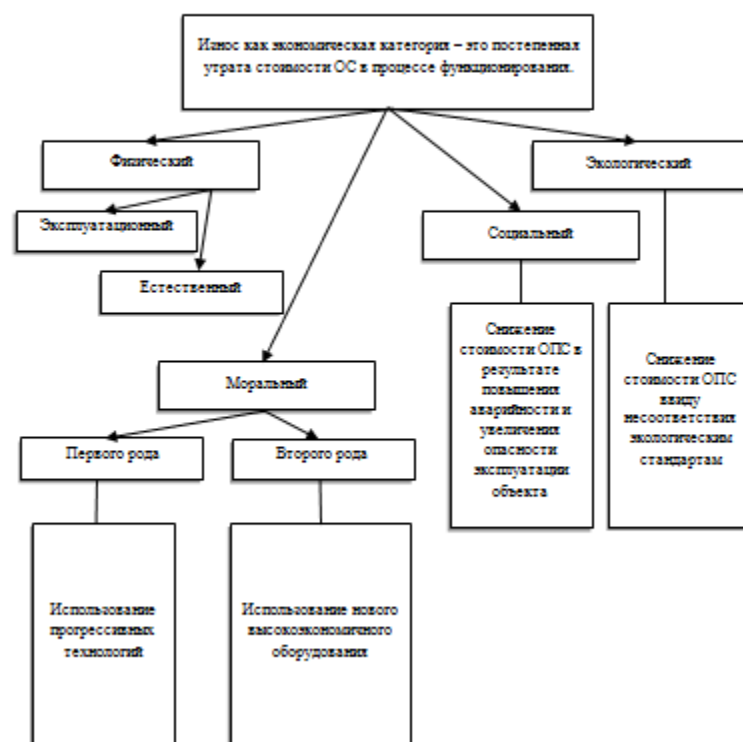 Износ как экономическая категория – это постепенная
утрата стоимости ОС в процессе функционирования.
Физический
Экологический
Эксплуатационный
Социальный
Естественный
Снижение
стоимости ОПС в
результате
повышения
аварийности и
увеличения
опасности
эксплуатации
объекта
Снижение
стоимости ОПС
ввиду
несоответствия
экологическим
стандартам
Моральный
Первого рода
Второго рода
Использование
прогрессивных
технологий
Использование нового
высокоэкономичного
оборудования